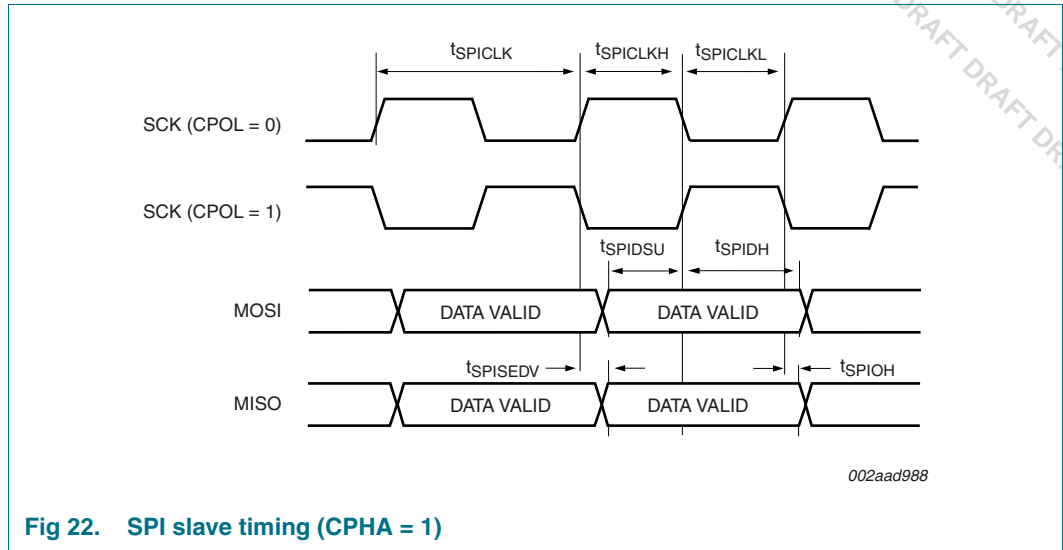 DRAFT DRAFT DR
DRAFT
tSPICLK tSPICLKH tSPICLKL
SCK (CPOL = 0)
SCK (CPOL = 1)
tSPIDSU tSPIDH
MOSI DATA VALID DATA VALID
tSPISEDV tSPIOH
MISO DATA VALID DATA VALID
002aad988
Fig 22. SPI slave timing (CPHA = 1)